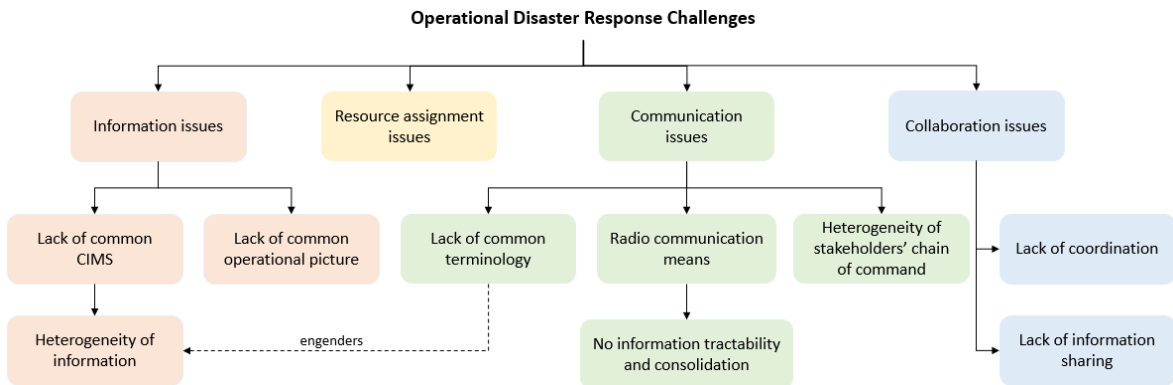 Operational Disaster Response Challenges
Information issues
Resource assignment
issues
Communication
issues
Collaboration issues
Lack of common
CIMS
Lack of common
operational picture
Lack of common
terminology
Radio communication
means
Heterogeneity of
stakeholders’ chain
of command
Lack of coordination
Heterogeneity of
information
engenders
No information tractability
and consolidation
Lack of information
sharing